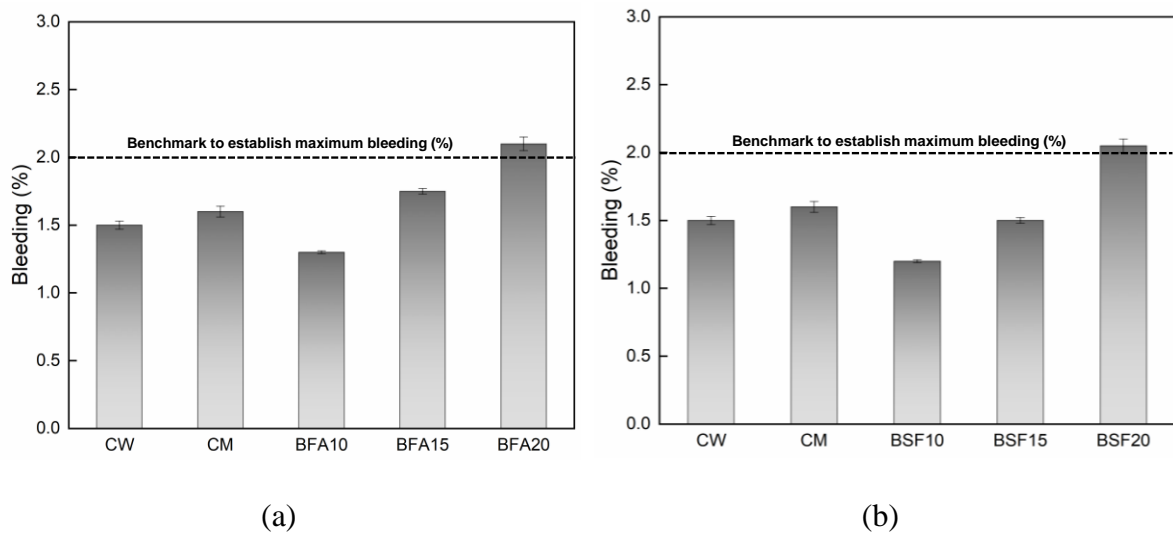 3.0
2.5
2.0
1.5
1.0
0.5
0.0
Bleeding (%)
Benchmark to establish maximum bleeding (%)
CW CM BFA10 BFA15 BFA20
(a)
3.0
2.5
2.0
1.5
1.0
0.5
0.0
Bleeding (%)
Benchmark to establish maximum bleeding (%)
CW CM BSF10 BSF15 BSF20
(b)